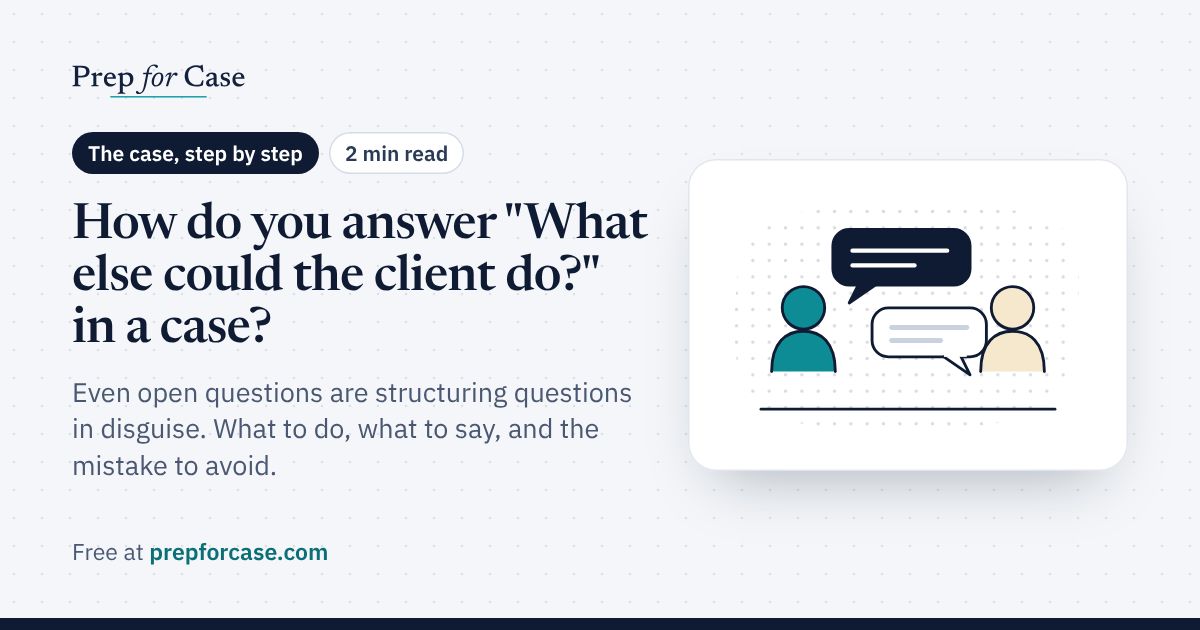 Prep for Case
The case, step by step
2 min read
How do you answer "What
else could the client do?"
in a case?
Even open questions are structuring questions
in disguise. What to do, what to say, and the
mistake to avoid.
Free at prepforcase.com